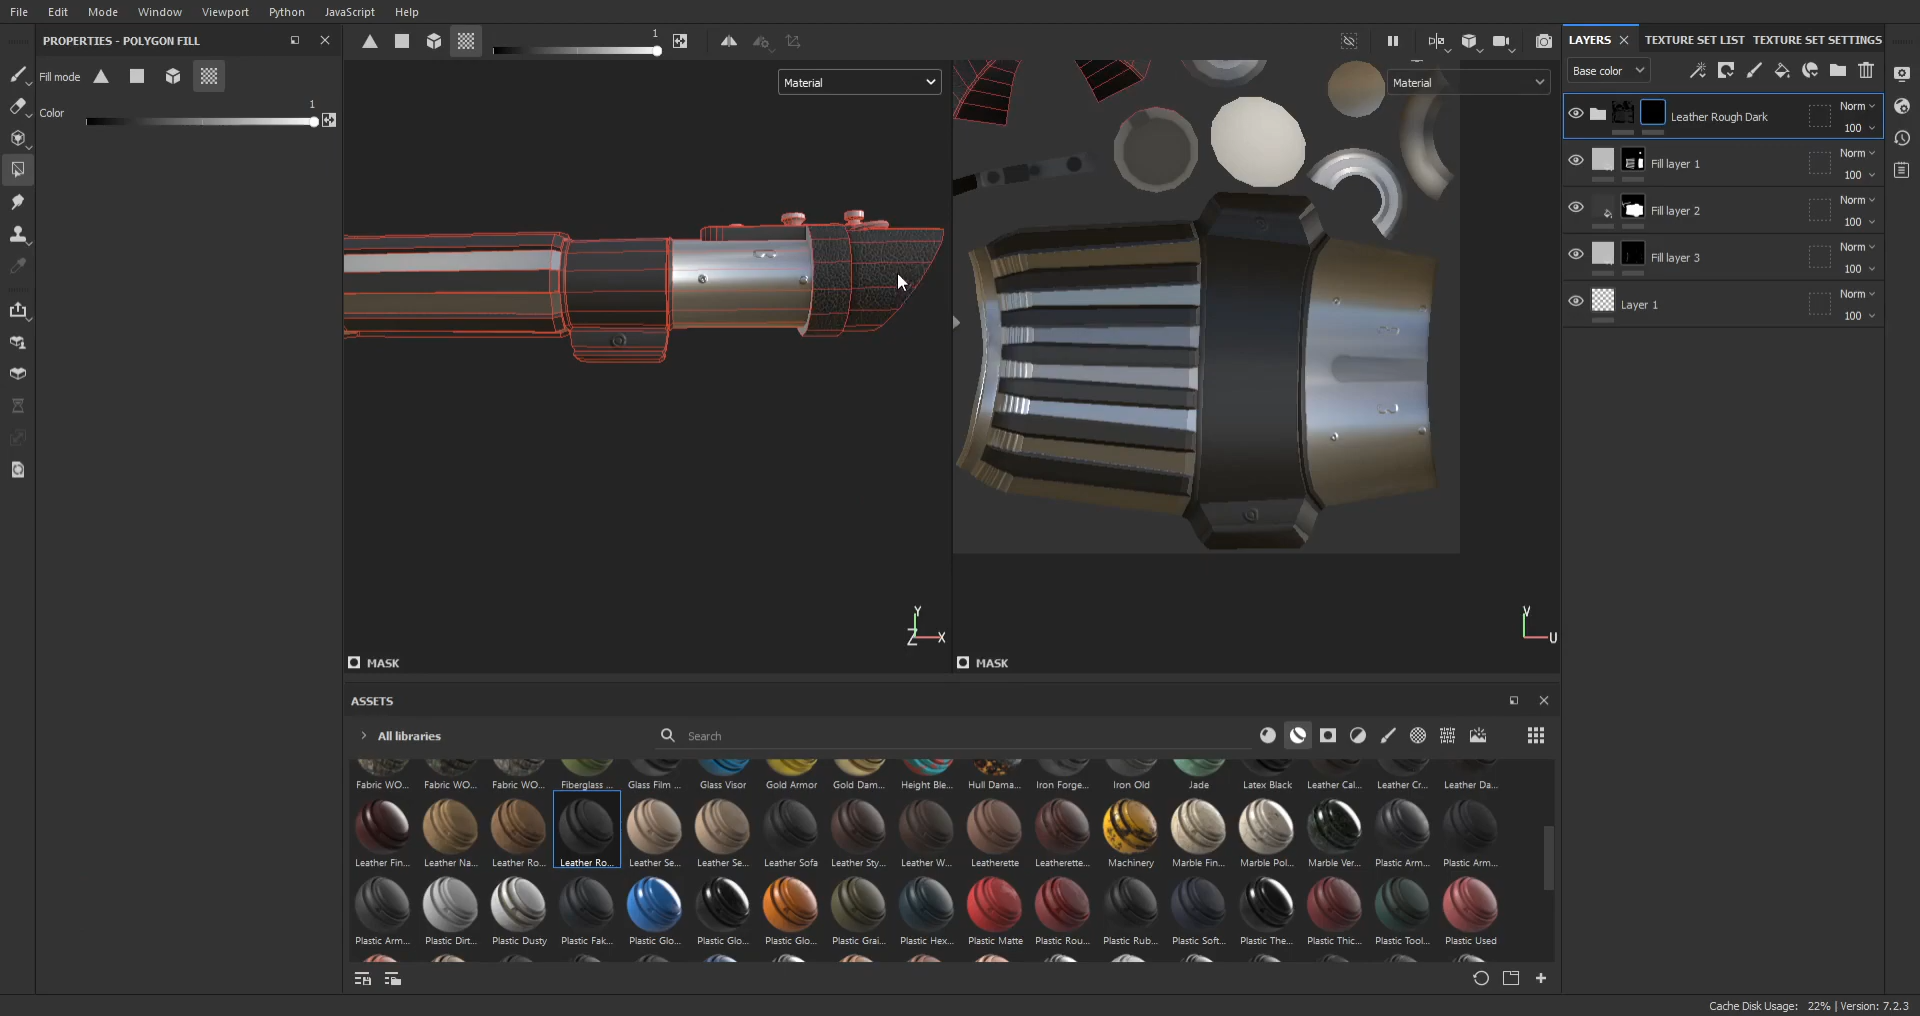 File Edit Mode Window Viewport Python JavaScript Help
PROPERTIES - POLYGON FILL
Fill mode
Color
1
1
Material
Material
MASK
MASK
Y
Z X
V
U
LAYERS TEXTURE SET LIST TEXTURE SET SETTINGS
Base color
Leather Rough Dark Norm 100
Fill layer 1 Norm 100
Fill layer 2 Norm 100
Fill layer 3 Norm 100
Layer 1 Norm 100
ASSETS
All libraries
Search
Fabric WO... Fabric WO... Fabric WO... Fiberglass ... Glass Film ... Glass Visor Gold Armor Gold Dam... Height Ble... Hull Dama... Iron Forge... Iron Old Jade Latex Black Leather Cal... Leather Cr... Leather Da...
Leather Fin... Leather Na... Leather Ro... Leather Ro... Leather Se... Leather Se... Leather Sofa Leather Sty... Leather W... Leatherette Leatherette... Machinery Marble Fin... Marble Pol... Marble Ver... Plastic Arm... Plastic Arm...
Plastic Arm... Plastic Dirt... Plastic Dusty Plastic Fak... Plastic Glo... Plastic Glo... Plastic Glo... Plastic Grai... Plastic Hex... Plastic Matte Plastic Rou... Plastic Rub... Plastic Soft... Plastic The... Plastic Thic... Plastic Tool... Plastic Used
Cache Disk Usage: 22% | Version: 7.2.3